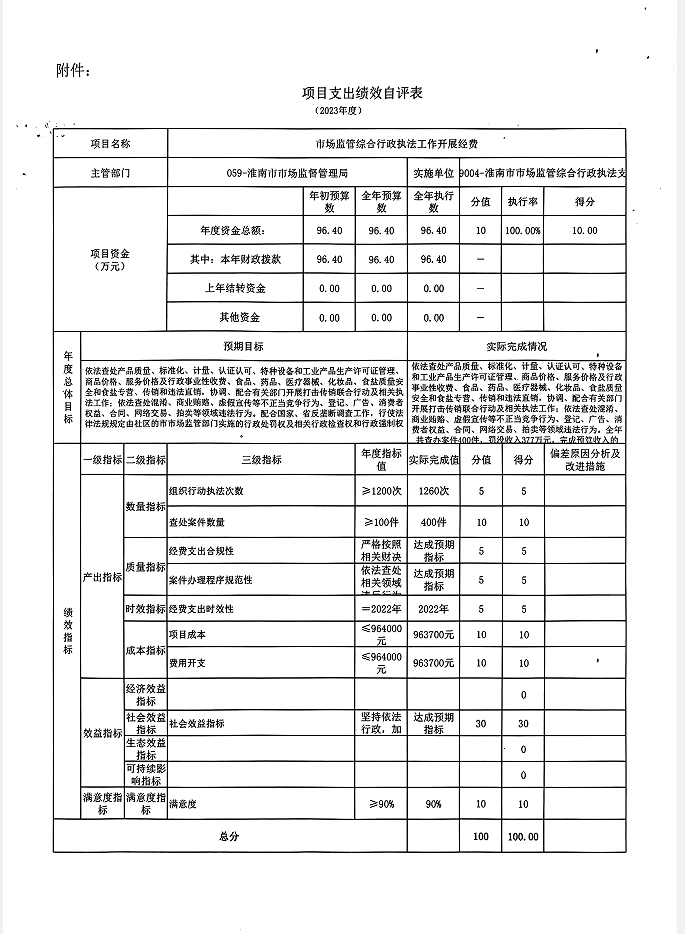 附件：
项目支出绩效自评表
（2023年度）
项目名称 市场监管综合行政执法工作开展经费
主管部门 059-淮南市市场监督管理局 实施单位 9004-淮南市市场监管综合行政执法支
项目资金（万元） 年初预算数 全年预算数 全年执行数 分值 执行率 得分
年度资金总额： 96.40 96.40 96.40 10 100.00% 10.00
其中：本年财政拨款 96.40 96.40 96.40 —
上年结转资金 0.00 0.00 0.00 —
其他资金 0.00 0.00 0.00 —
年度总体目标
预期目标 实际完成情况
依法查处产品质量、标准化、计量、认证认可、特种设备和工业产品生产许可证管理、
商品价格、服务价格及行政事业性收费、食品、药品、医疗器械、化妆品、食盐质量安
全和食盐专营、传销和违法直销，协调、配合有关部门开展打击传销联合行动及相关执
法工作；依法查处混淆、商业贿赂、虚假宣传等不正当竞争行为、登记、广告、消费者
权益、合同、网络交易、拍卖等领域违法行为。配合国家、省反垄断调查工作，行使法
律法规规定由社区的市市场监管部门实施的行政处罚权及相关行政检查权和行政强制权
依法查处产品质量、标准化、计量、认证认可、特种设备
和工业产品生产许可证管理、商品价格、服务价格及行政
事业性收费、食品、药品、医疗器械、化妆品、食盐质量
安全和食盐专营、传销和违法直销，协调、配合有关部门
开展打击传销联合行动及相关执法工作；依法查处混淆、
商业贿赂、虚假宣传等不正当竞争行为、登记、广告、消
费者权益、合同、网络交易、拍卖等领域违法行为。全年
共查办案件400件，罚没收入377万元，完成预算收入的
绩效指标
一级指标 二级指标 三级指标 年度指标值 实际完成值 分值 得分 偏差原因分析及改进措施
产出指标 数量指标 组织行动执法次数 ≥1200次 1260次 5 5
查处案件数量 ≥100件 400件 10 10
质量指标 经费支出合规性 严格按照相关财决 达成预期指标 5 5
案件办理程序规范性 依法查处相关领域 达成预期指标 5 5
时效指标 经费支出时效性 ＝2022年 2022年 5 5
成本指标 项目成本 ≤964000元 963700元 10 10
费用开支 ≤964000元 963700元 10 10
效益指标 经济效益指标 0
社会效益指标 社会效益指标 坚持依法行政，加 达成预期指标 30 30
生态效益指标 0
可持续影响指标 0
满意度指标 满意度指标 满意度 ≥90% 90% 10 10
总分 100 100.00